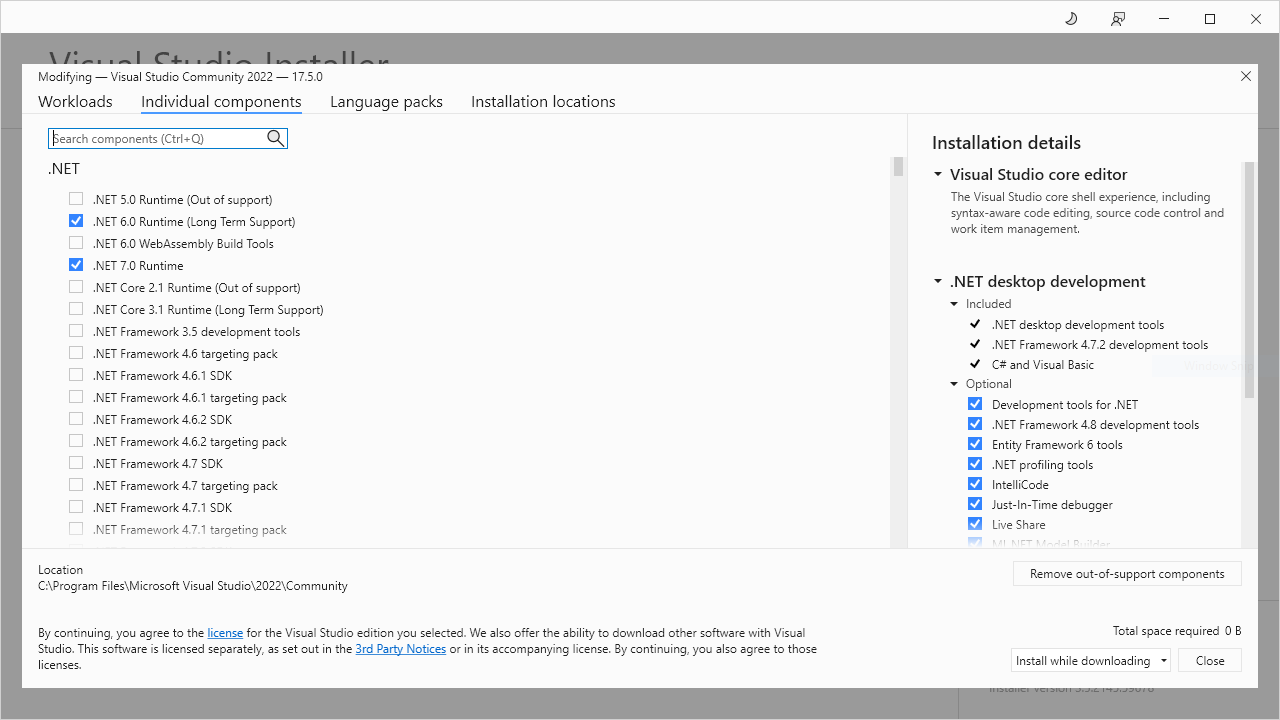 Visual Studio Installer
Modifying — Visual Studio Community 2022 — 17.5.0
Workloads
Individual components
Language packs
Installation locations
Search components (Ctrl+Q)
.NET
.NET 5.0 Runtime (Out of support)
.NET 6.0 Runtime (Long Term Support)
.NET 6.0 WebAssembly Build Tools
.NET 7.0 Runtime
.NET Core 2.1 Runtime (Out of support)
.NET Core 3.1 Runtime (Long Term Support)
.NET Framework 3.5 development tools
.NET Framework 4.6 targeting pack
.NET Framework 4.6.1 SDK
.NET Framework 4.6.1 targeting pack
.NET Framework 4.6.2 SDK
.NET Framework 4.6.2 targeting pack
.NET Framework 4.7 SDK
.NET Framework 4.7 targeting pack
.NET Framework 4.7.1 SDK
.NET Framework 4.7.1 targeting pack
Installation details
Visual Studio core editor
The Visual Studio core shell experience, including
syntax-aware code editing, source code control and
work item management.
.NET desktop development
Included
.NET desktop development tools
.NET Framework 4.7.2 development tools
C# and Visual Basic
Optional
Development tools for .NET
.NET Framework 4.8 development tools
Entity Framework 6 tools
.NET profiling tools
IntelliCode
Just-In-Time debugger
Live Share
ML.NET Model Builder
Location
C:\Program Files\Microsoft Visual Studio\2022\Community
Remove out-of-support components
By continuing, you agree to the license for the Visual Studio edition you selected. We also offer the ability to download other software with Visual
Studio. This software is licensed separately, as set out in the 3rd Party Notices or in its accompanying license. By continuing, you also agree to those
licenses.
Total space required 0 B
Install while downloading
Close